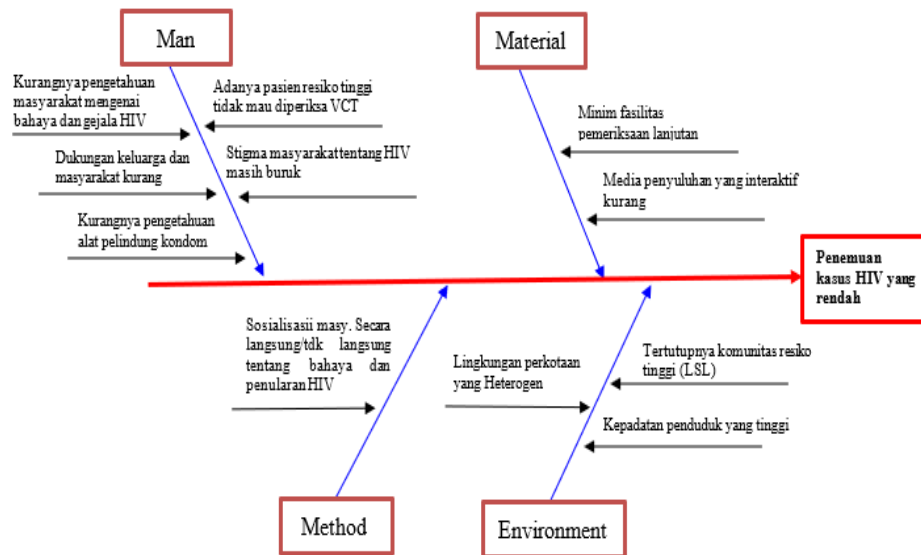 Man
Material
Kurangnya pengetahuan
masyarakat mengenai
bahaya dan gejala HIV
Adanya pasien resiko tinggi
tidak mau diperiksa VCT
Dukungan keluarga dan
masyarakat kurang
Stigma masyarakat tentang HIV
masih buruk
Kurangnya pengetahuan
alat pelindung kondom
Minim fasilitas
pemeriksaan lanjutan
Media penyuluhan yang interaktif
kurang
Penemuan
kasus HIV yang
rendah
Sosialisasii masy. Secara
langsung/tdk langsung
tentang bahaya dan
penularan HIV
Lingkungan perkotaan
yang Heterogen
Tertutupnya komunitas resiko
tinggi (LSL)
Kepadatan penduduk yang tinggi
Method
Environment